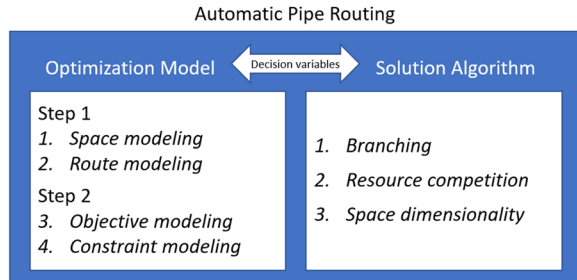 Automatic Pipe Routing
Optimization Model
Decision variables
Solution Algorithm
Step 1
1. Space modeling
2. Route modeling
Step 2
3. Objective modeling
4. Constraint modeling
1. Branching
2. Resource competition
3. Space dimensionality